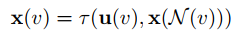 x(v) = τ(u(v), x(𝒩(v)))